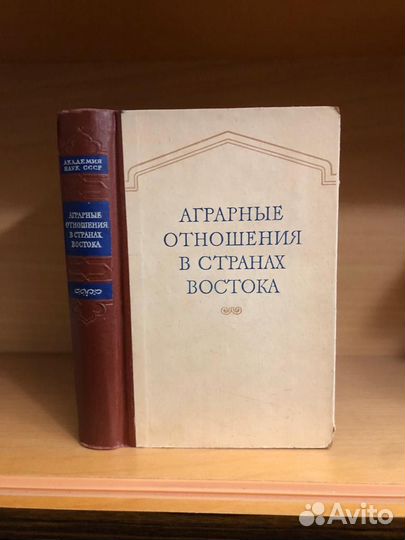 АКАДЕМИЯ
НАУК СССР
АГРАРНЫЕ
ОТНОШЕНИЯ
В СТРАНАХ
ВОСТОКА
АГРАРНЫЕ
ОТНОШЕНИЯ
В СТРАНАХ
ВОСТОКА
Avito